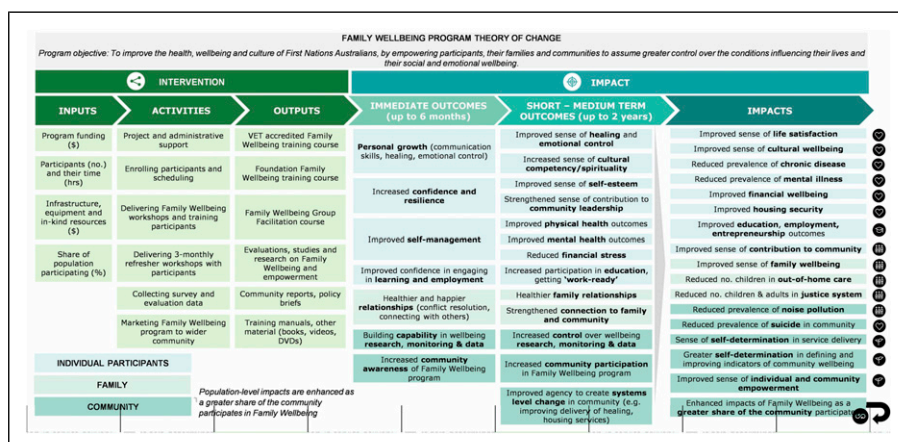 FAMILY WELLBEING PROGRAM THEORY OF CHANGE
Program objective: To improve the health, wellbeing and culture of First Nations Australians, by empowering participants, their families and communities to assume greater control over the conditions influencing their lives and
their social and emotional wellbeing.
INTERVENTION
IMPACT
INPUTS
ACTIVITIES
OUTPUTS
IMMEDIATE OUTCOMES
(up to 6 months)
SHORT – MEDIUM TERM
OUTCOMES (up to 2 years)
IMPACTS
Program funding
($)
Participants (no.)
and their time
(hrs)
Infrastructure,
equipment and
in-kind resources
($)
Share of
population
participating (%)
Project and administrative
support
Enrolling participants and
scheduling
Delivering Family Wellbeing
workshops and training
participants
Delivering 3-monthly
refresher workshops with
participants
Collecting survey and
evaluation data
Marketing Family Wellbeing
program to wider
community
VET accredited Family
Wellbeing training course
Foundation Family
Wellbeing training course
Family Wellbeing Group
Facilitation course
Evaluations, studies and
research on Family
Wellbeing and
empowerment
Community reports, policy
briefs
Training manuals, other
material (books, videos,
DVDs)
Personal growth (communication
skills, healing, emotional control)
Increased confidence and
resilience
Improved self-management
Improved confidence in engaging
in learning and employment
Healthier and happier
relationships (conflict resolution,
connecting with others)
Building capability in wellbeing
research, monitoring & data
Increased community
awareness of Family Wellbeing
program
Improved sense of healing and
emotional control
Increased sense of cultural
competency/spirituality
Improved sense of self-esteem
Strengthened sense of contribution to
community leadership
Improved physical health outcomes
Improved mental health outcomes
Reduced financial stress
Increased participation in education,
getting ‘work-ready’
Healthier family relationships
Strengthened connection to family
and community
Increased control over wellbeing
research, monitoring & data
Increased community participation
in Family Wellbeing program
Improved agency to create systems
level change in community (e.g.
improving delivery of healing,
housing services)
Improved sense of life satisfaction
Improved sense of cultural wellbeing
Reduced prevalence of chronic disease
Reduced prevalence of mental illness
Improved financial wellbeing
Improved housing security
Improved education, employment,
entrepreneurship outcomes
Improved sense of contribution to community
Improved sense of family wellbeing
Reduced no. children in out-of-home care
Reduced no. children & adults in justice system
Reduced prevalence of noise pollution
Reduced prevalence of suicide in community
Sense of self-determination in service delivery
Greater self-determination in defining and
improving indicators of community wellbeing
Improved sense of individual and community
empowerment
Enhanced impacts of Family Wellbeing as a
greater share of the community participate
INDIVIDUAL PARTICIPANTS
FAMILY
COMMUNITY
Population-level impacts are enhanced as
a greater share of the community
participates in Family Wellbeing